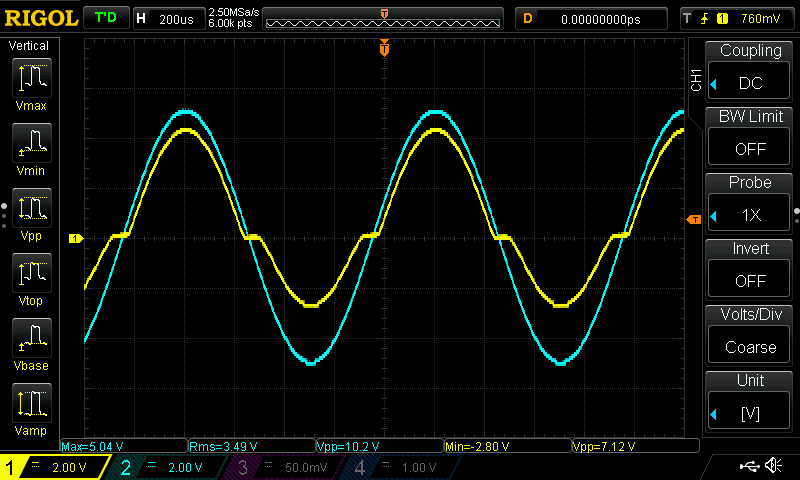 RIGOL T'D H 200us 2.50MSa/s D 0.00000000ps T 1 760mV
6.00k pts
T
Vertical
Vmax
Vmin
Vpp
Vtop
Vbase
Vamp
1
T
CH1
Coupling
DC
BW Limit
OFF
Probe
1X
Invert
OFF
Volts/Div
Coarse
Unit
[V]
Max=5.04 V Rms=3.49 V Vpp=10.2 V Min=-2.80 V Vpp=7.12 V
1 2.00 V 2 2.00 V 3 50.0mV 4 1.00 V